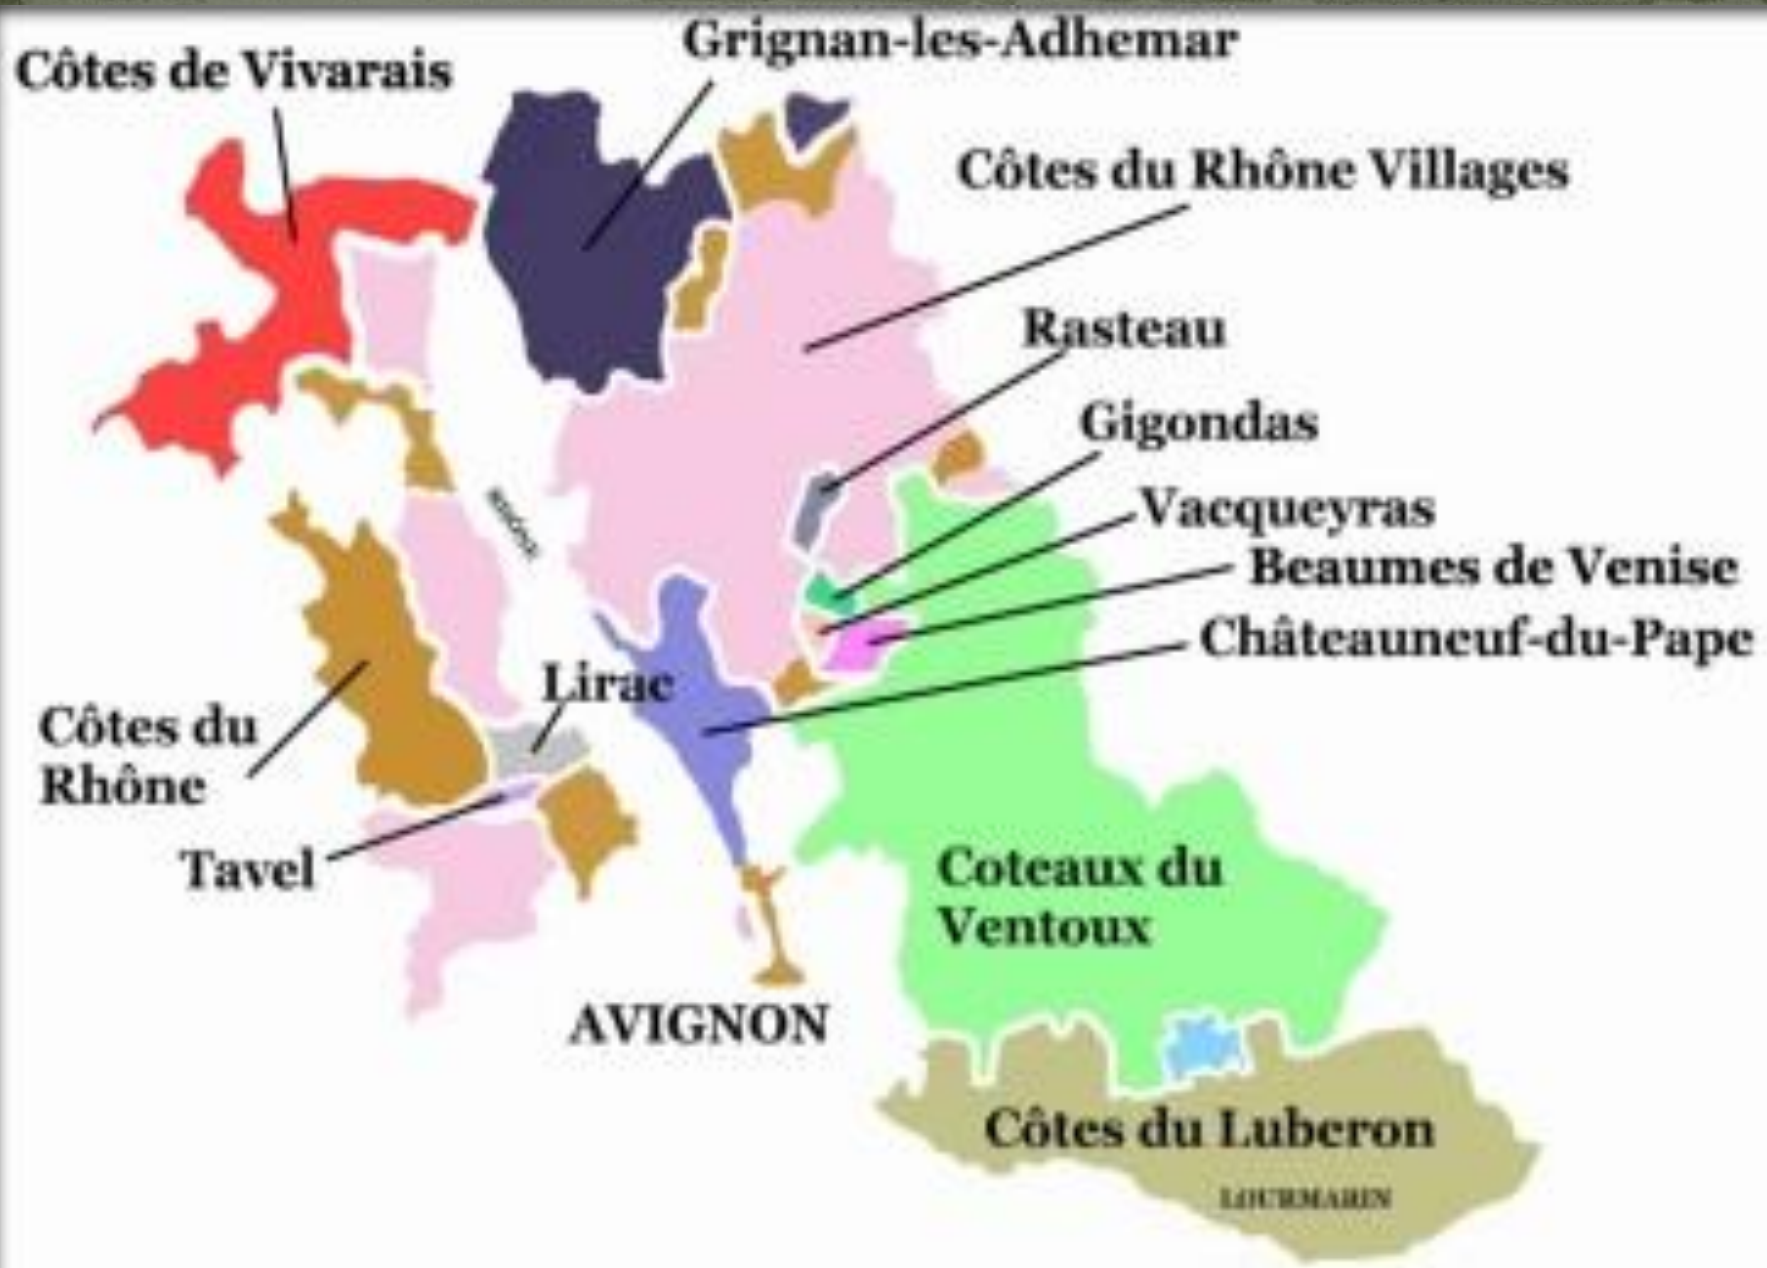 Grignan-les-Adhemar
Côtes de Vivarais
Côtes du Rhône Villages
Rasteau
Gigondas
Vacqueyras
Beaumes de Venise
Châteauneuf-du-Pape
Lirac
Côtes du
Rhône
Tavel
Coteaux du
Ventoux
AVIGNON
Côtes du Luberon
LOURMARIN